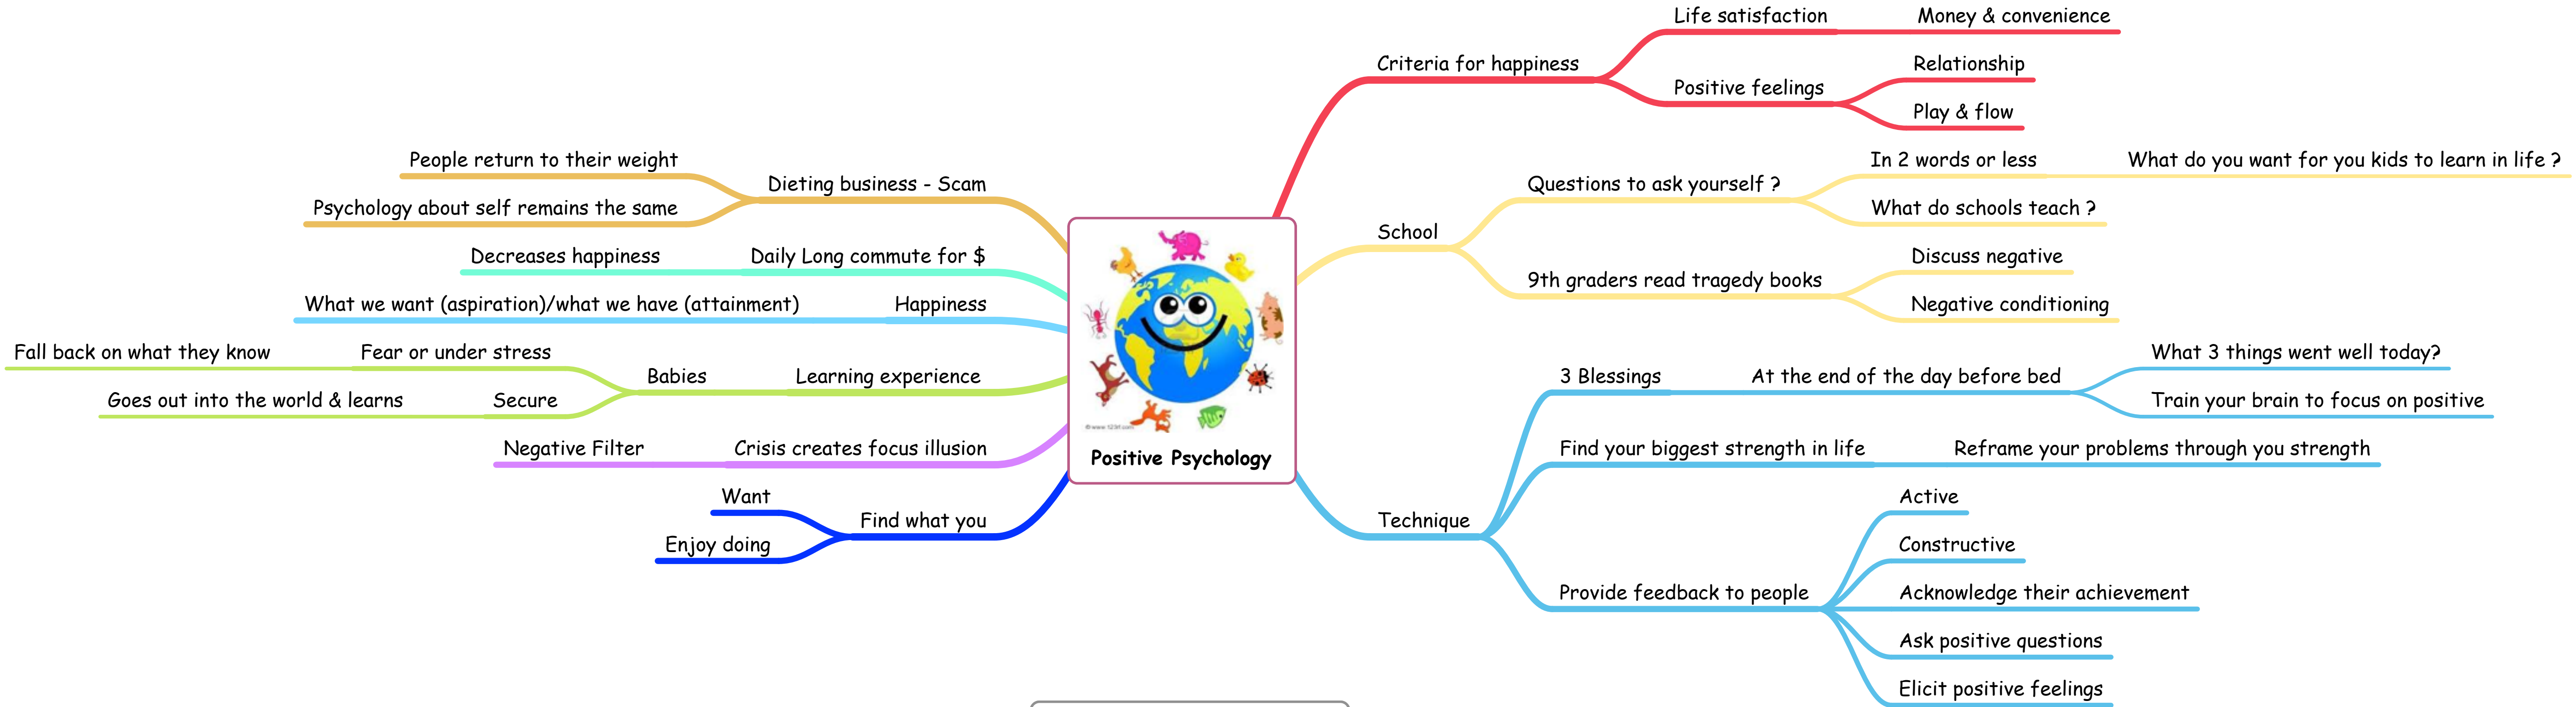 Positive Psychology
Criteria for happiness
Life satisfaction
Money & convenience
Positive feelings
Relationship
Play & flow
School
Questions to ask yourself ?
In 2 words or less
What do you want for you kids to learn in life ?
What do schools teach ?
9th graders read tragedy books
Discuss negative
Negative conditioning
Technique
3 Blessings
At the end of the day before bed
What 3 things went well today?
Train your brain to focus on positive
Find your biggest strength in life
Reframe your problems through you strength
Provide feedback to people
Active
Constructive
Acknowledge their achievement
Ask positive questions
Elicit positive feelings
Dieting business - Scam
People return to their weight
Psychology about self remains the same
Daily Long commute for $
Decreases happiness
Happiness
What we want (aspiration)/what we have (attainment)
Learning experience
Babies
Fear or under stress
Fall back on what they know
Secure
Goes out into the world & learns
Crisis creates focus illusion
Negative Filter
Find what you
Want
Enjoy doing
© www.123rf.com